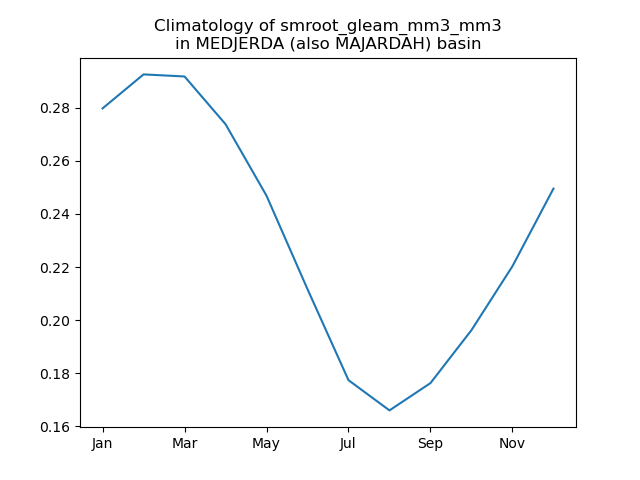 Climatology of smroot_gleam_mm3_mm3
in MEDJERDA (also MAJARDAH) basin
0.28
0.26
0.24
0.22
0.20
0.18
0.16
Jan Mar May Jul Sep Nov